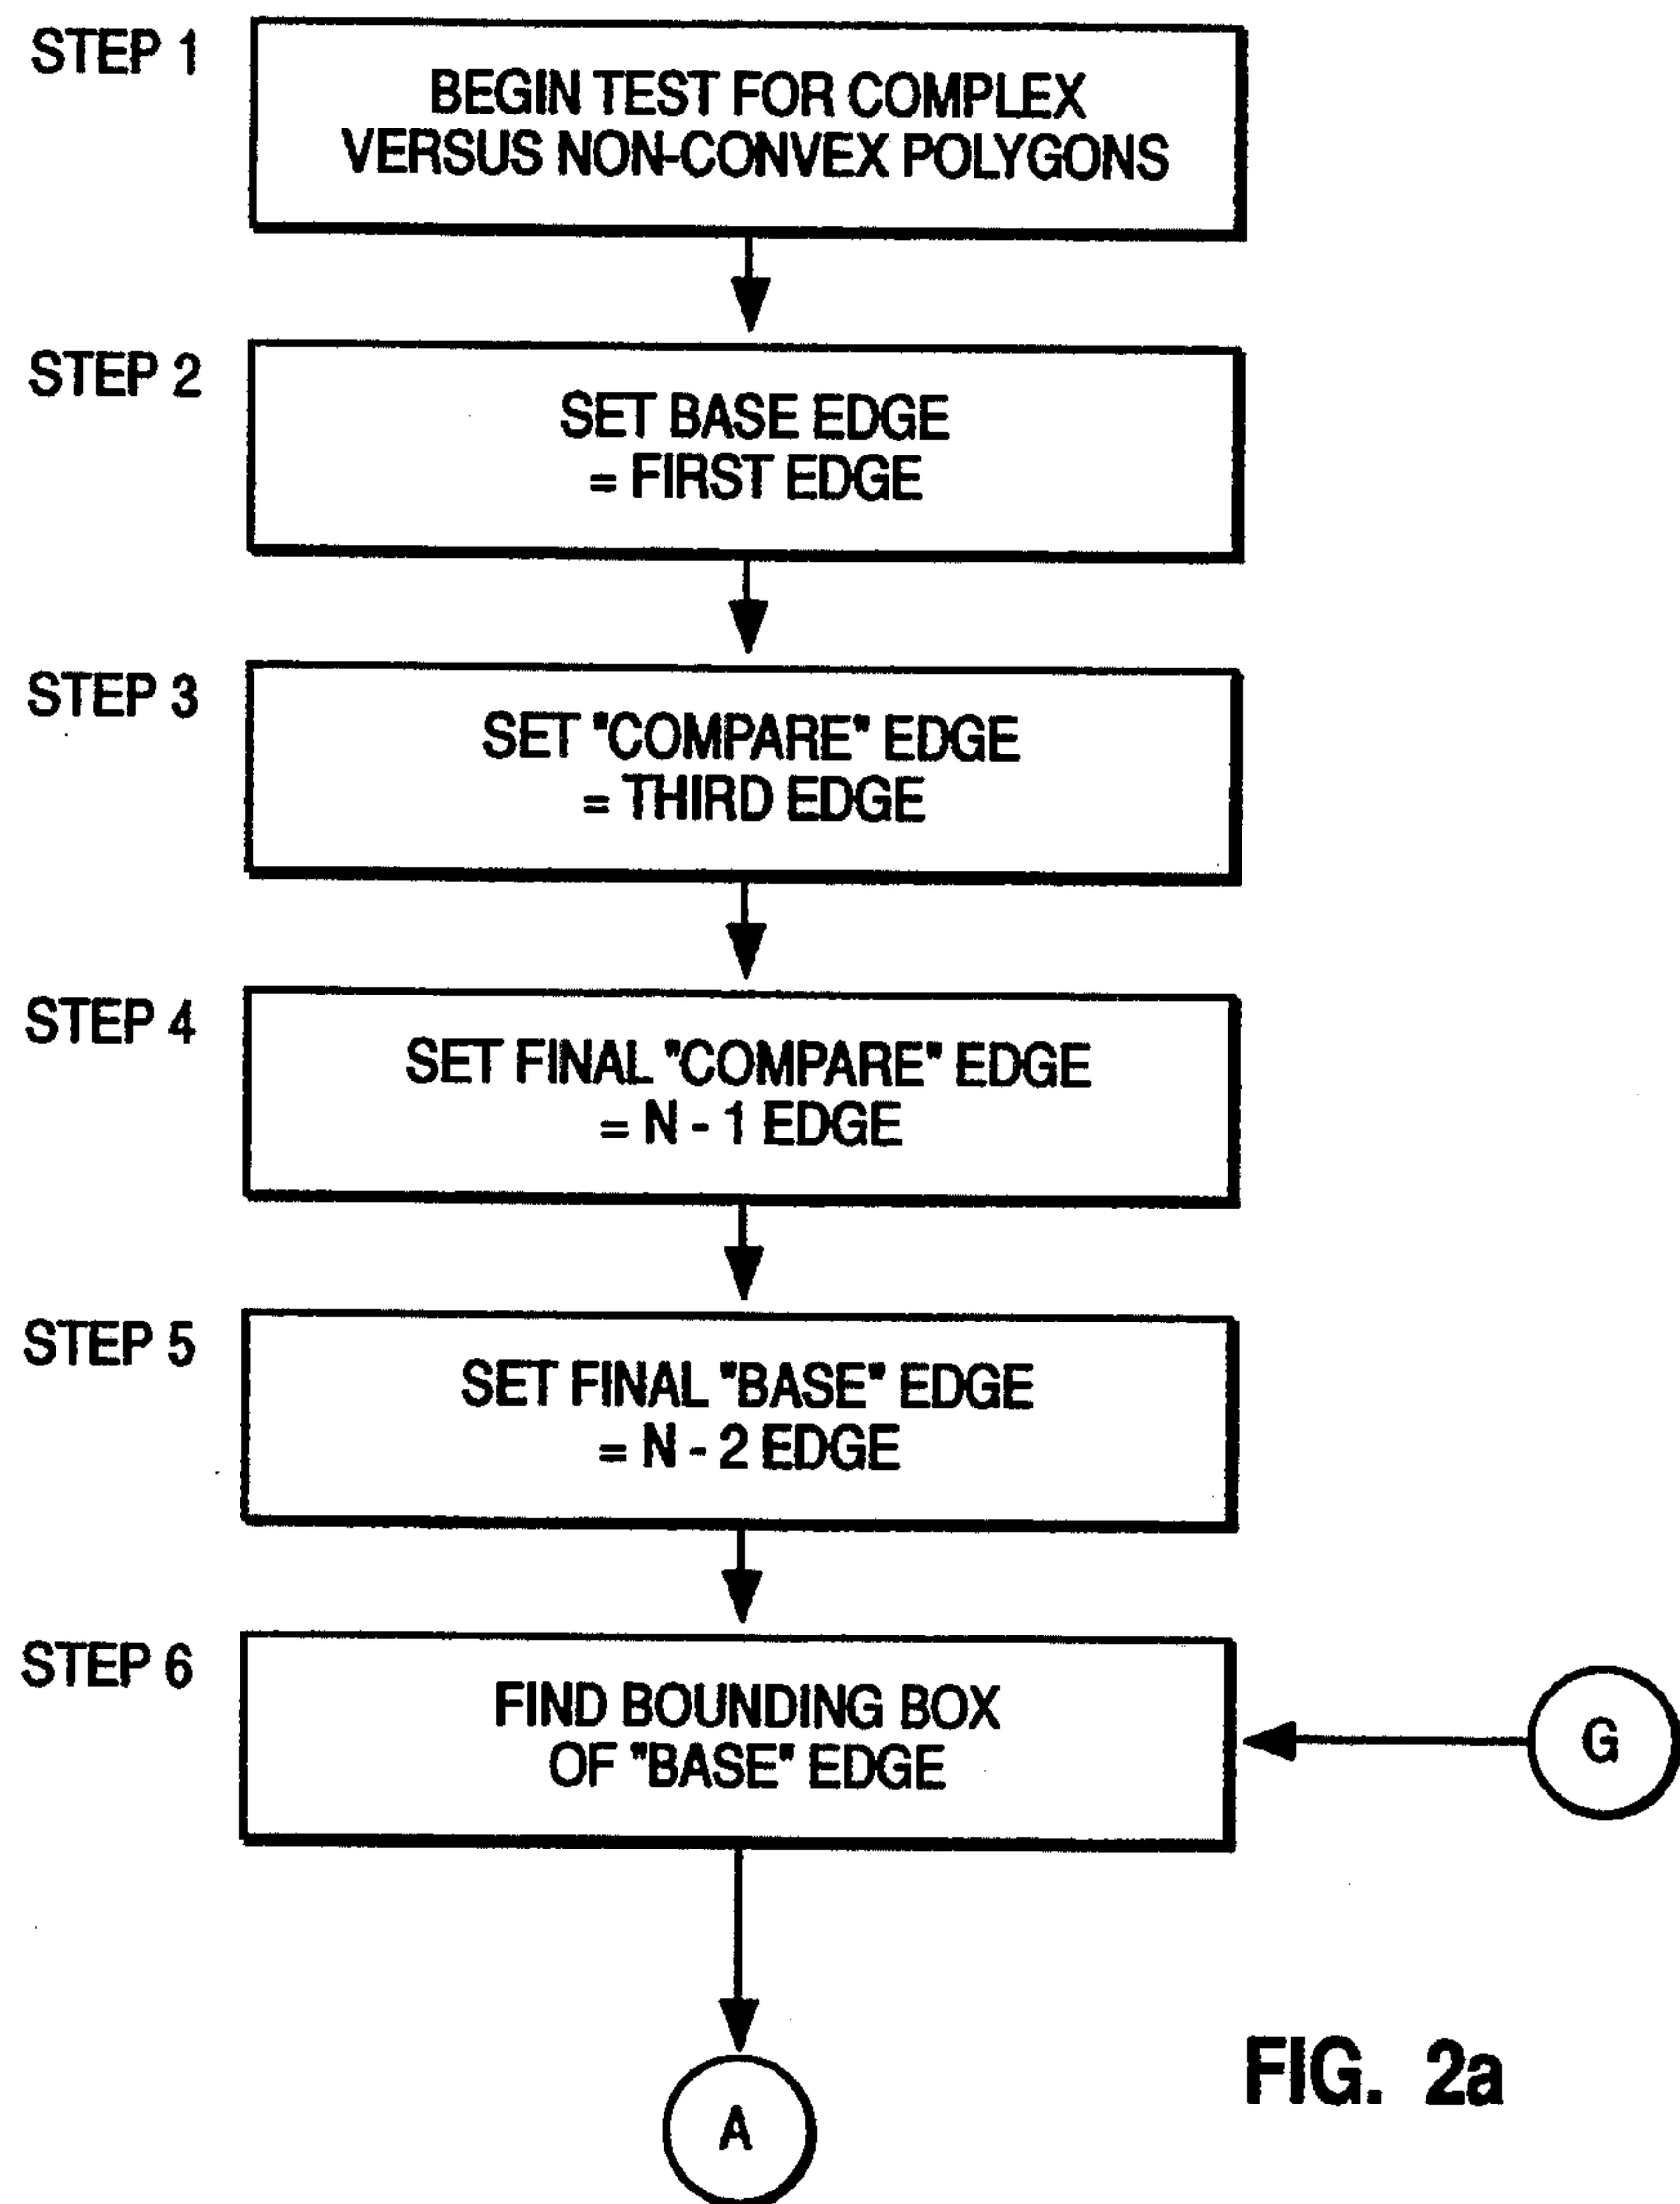 STEP 1
BEGIN TEST FOR COMPLEX
VERSUS NON-CONVEX POLYGONS
STEP 2
SET BASE EDGE
= FIRST EDGE
STEP 3
SET "COMPARE" EDGE
= THIRD EDGE
STEP 4
SET FINAL "COMPARE" EDGE
= N - 1 EDGE
STEP 5
SET FINAL "BASE" EDGE
= N - 2 EDGE
STEP 6
FIND BOUNDING BOX
OF "BASE" EDGE
G
A
FIG. 2a